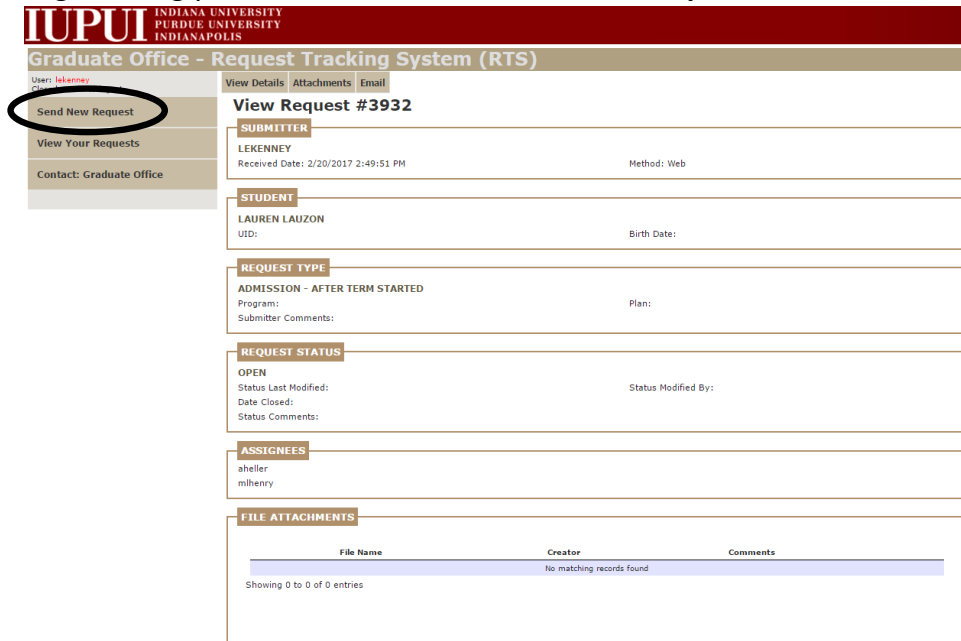 IUPUI
INDIANA UNIVERSITY
PURDUE UNIVERSITY
INDIANAPOLIS
Graduate Office - Request Tracking System (RTS)
User: lekenney
Send New Request
View Your Requests
Contact: Graduate Office
View Details Attachments Email
View Request #3932
SUBMITTER
LEKENNEY
Received Date: 2/20/2017 2:49:51 PM Method: Web
STUDENT
LAUREN LAUZON
UID: Birth Date:
REQUEST TYPE
ADMISSION - AFTER TERM STARTED
Program: Plan:
Submitter Comments:
REQUEST STATUS
OPEN
Status Last Modified: Status Modified By:
Date Closed:
Status Comments:
ASSIGNEES
aheller
mlhenry
FILE ATTACHMENTS
File Name Creator Comments
No matching records found
Showing 0 to 0 of 0 entries